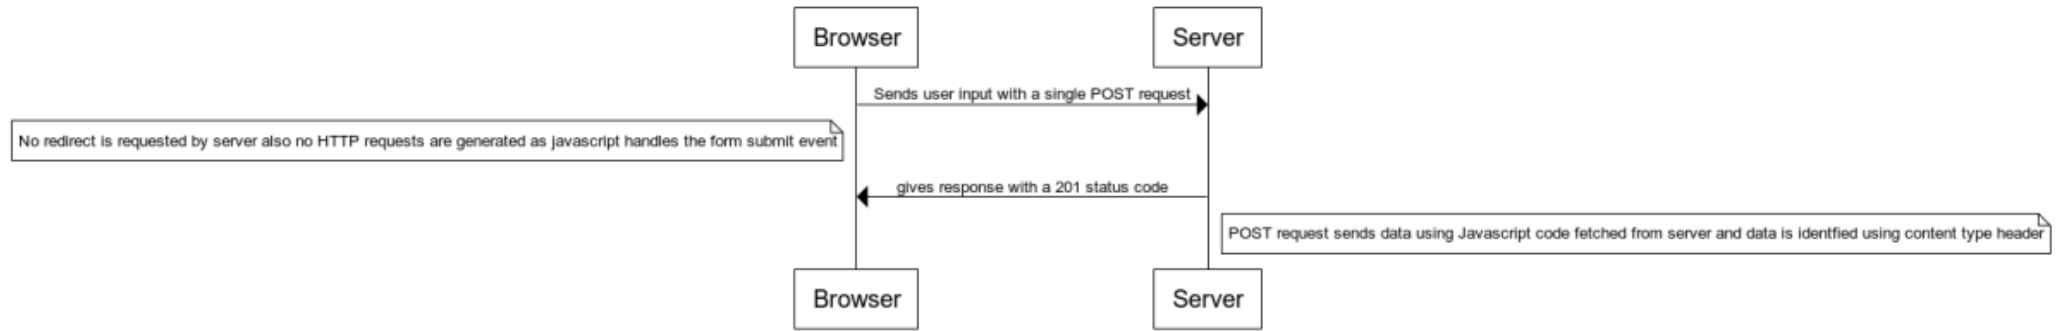 Browser
Server
Sends user input with a single POST request
No redirect is requested by server also no HTTP requests are generated as javascript handles the form submit event
gives response with a 201 status code
POST request sends data using Javascript code fetched from server and data is identfied using content type header
Browser
Server